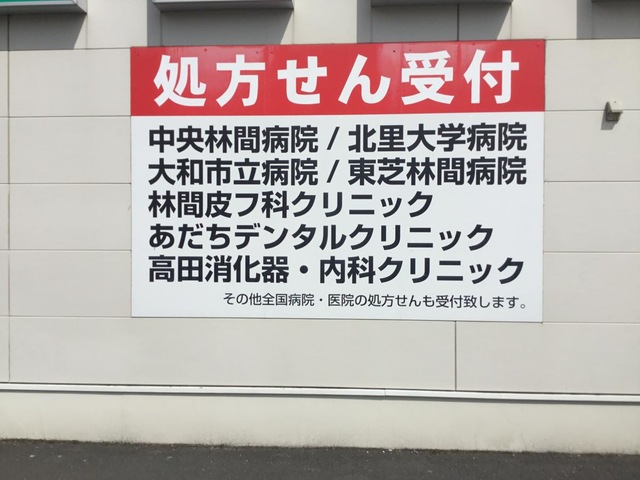 処方せん受付
中央林間病院 / 北里大学病院
大和市立病院 / 東芝林間病院
林間皮フ科クリニック
あだちデンタルクリニック
高田消化器・内科クリニック
その他全国病院・医院の処方せんも受付致します。